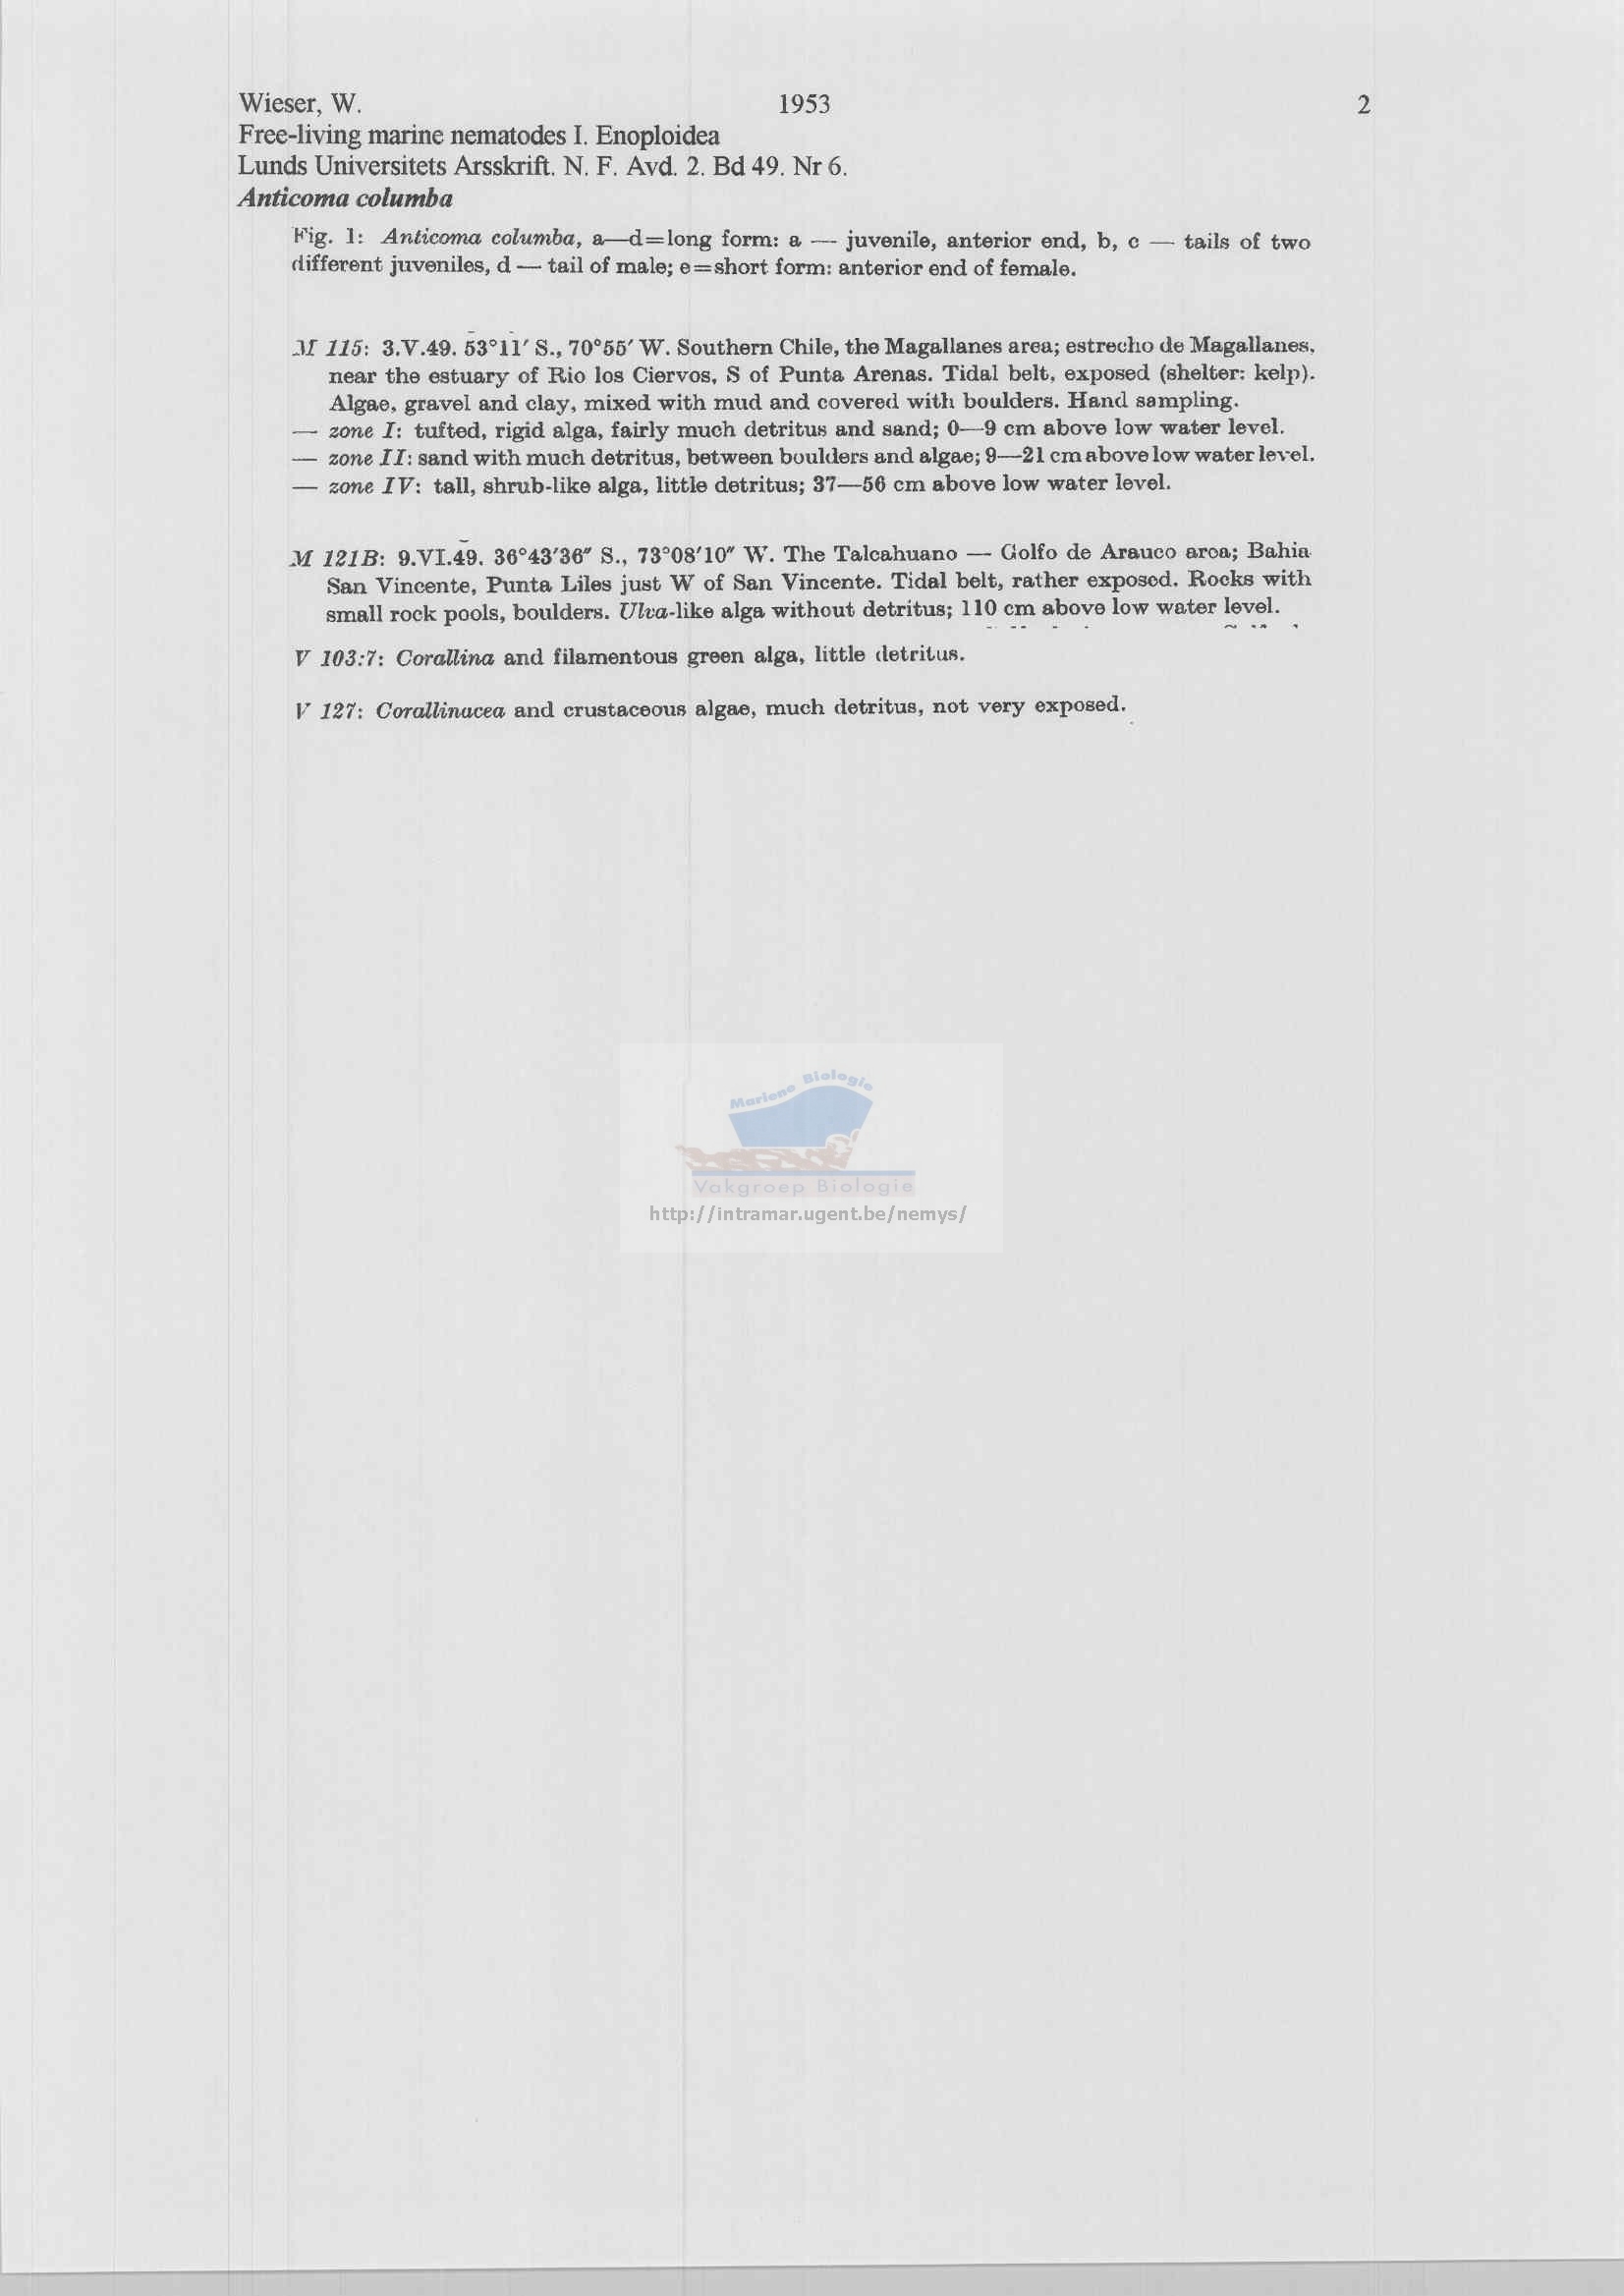 Wieser, W. 1953 2
Free-living marine nematodes I. Enoploidea
Lunds Universitets Arsskrift. N. F. Avd. 2. Bd 49. Nr 6.
Anticoma columba
Fig. 1: Anticoma columba, a—d=long form: a — juvenile, anterior end, b, c — tails of two
different juveniles, d — tail of male; e=short form: anterior end of female.
M 115: 3.V.49. 53°11′ S., 70°55′ W. Southern Chile, the Magallanes area; estrecho de Magallanes,
near the estuary of Rio los Ciervos, S of Punta Arenas. Tidal belt, exposed (shelter: kelp).
Algae, gravel and clay, mixed with mud and covered with boulders. Hand sampling.
— zone I: tufted, rigid alga, fairly much detritus and sand; 0—9 cm above low water level.
— zone II: sand with much detritus, between boulders and algae; 9—21 cm above low water level.
— zone IV: tall, shrub-like alga, little detritus; 37—56 cm above low water level.
M 121B: 9.VI.49. 36°43′36″ S., 73°08′10″ W. The Talcahuano — Golfo de Arauco area; Bahia
San Vincente, Punta Liles just W of San Vincente. Tidal belt, rather exposed. Rocks with
small rock pools, boulders. Ulva-like alga without detritus; 110 cm above low water level.
V 103:7: Corallina and filamentous green alga, little detritus.
V 127: Corallinacea and crustaceous algae, much detritus, not very exposed.
Mariene Biologie
Vakgroep Biologie
http://intramar.ugent.be/nemys/